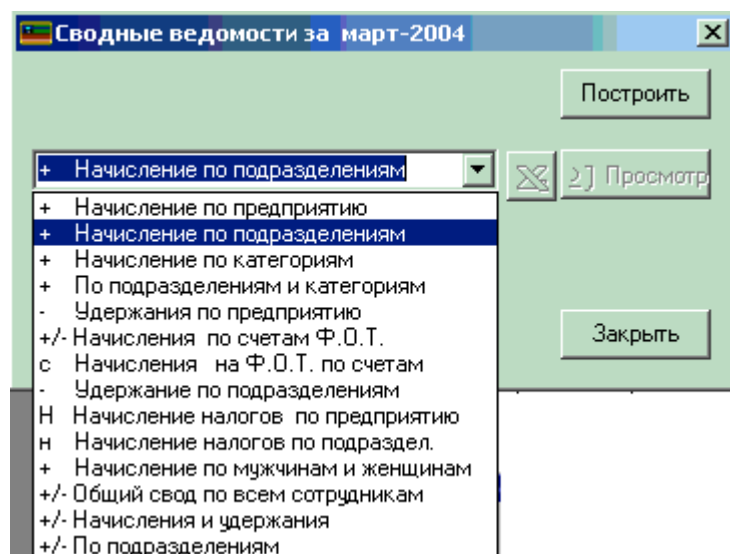 Сводные ведомости за март-2004
Построить
+ Начисление по подразделениям
Просмотр
+ Начисление по предприятию
+ Начисление по подразделениям
+ Начисление по категориям
+ По подразделениям и категориям
- Удержания по предприятию
+/- Начисления по счетам Ф.О.Т.
Закрыть
с Начисления на Ф.О.Т. по счетам
- Удержание по подразделениям
Н Начисление налогов по предприятию
н Начисление налогов по подраздел.
+ Начисление по мужчинам и женщинам
+/- Общий свод по всем сотрудникам
+/- Начисления и удержания
+/- По подразделениям